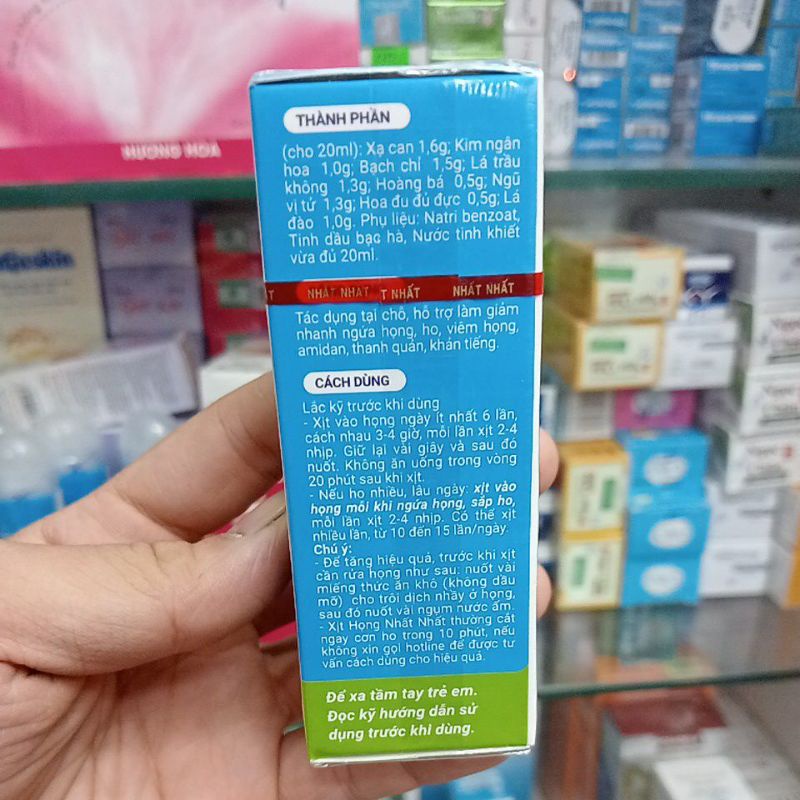 HƯƠNG HOA
THÀNH PHẦN
(cho 20ml): Xạ can 1,6g; Kim ngân
hoa 1,0g; Bạch chỉ 1,5g; Lá trầu
không 1,3g; Hoàng bá 0,5g; Ngũ
vị tử 1,3g; Hoa đu đủ đực 0,5g; Lá
đào 1,0g. Phụ liệu: Natri benzoat,
Tinh dầu bạc hà, Nước tinh khiết
vừa đủ 20ml.
ẤT NHẤT NHẤT T NHẤT NHẤT NHẤT
Tác dụng tại chỗ, hỗ trợ làm giảm
nhanh ngứa họng, ho, viêm họng,
amidan, thanh quản, khản tiếng.
CÁCH DÙNG
Lắc kỹ trước khi dùng
- Xịt vào họng ngày ít nhất 6 lần,
cách nhau 3-4 giờ, mỗi lần xịt 2-4
nhịp. Giữ lại vài giây và sau đó
nuốt. Không ăn uống trong vòng
20 phút sau khi xịt.
- Nếu ho nhiều, lâu ngày: xịt vào
họng mỗi khi ngứa họng, sắp ho,
mỗi lần xịt 2-4 nhịp. Có thể xịt
nhiều lần, từ 10 đến 15 lần/ngày.
Chú ý:
- Để tăng hiệu quả, trước khi xịt
cần rửa họng như sau: nuốt vài
miếng thức ăn khô (không dầu
mỡ) cho trôi dịch nhầy ở họng,
sau đó nuốt vài ngụm nước ấm.
- Xịt Họng Nhất Nhất thường cắt
ngay cơn ho trong 10 phút, nếu
không xin gọi hotline để được tư
vấn cách dùng cho hiệu quả.
Để xa tầm tay trẻ em.
Đọc kỹ hướng dẫn sử
dụng trước khi dùng.